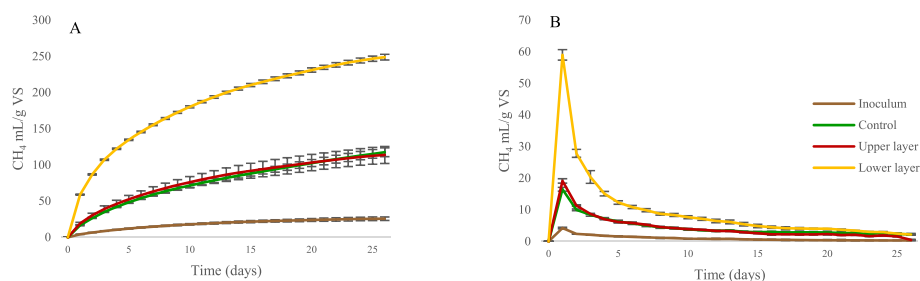 A
CH₄ mL/g VS
300
250
200
150
100
50
0
0 5 10 15 20 25
Time (days)
B
CH₄ mL/g VS
70
60
50
40
30
20
10
0
0 5 10 15 20 25
Time (days)
Inoculum
Control
Upper layer
Lower layer